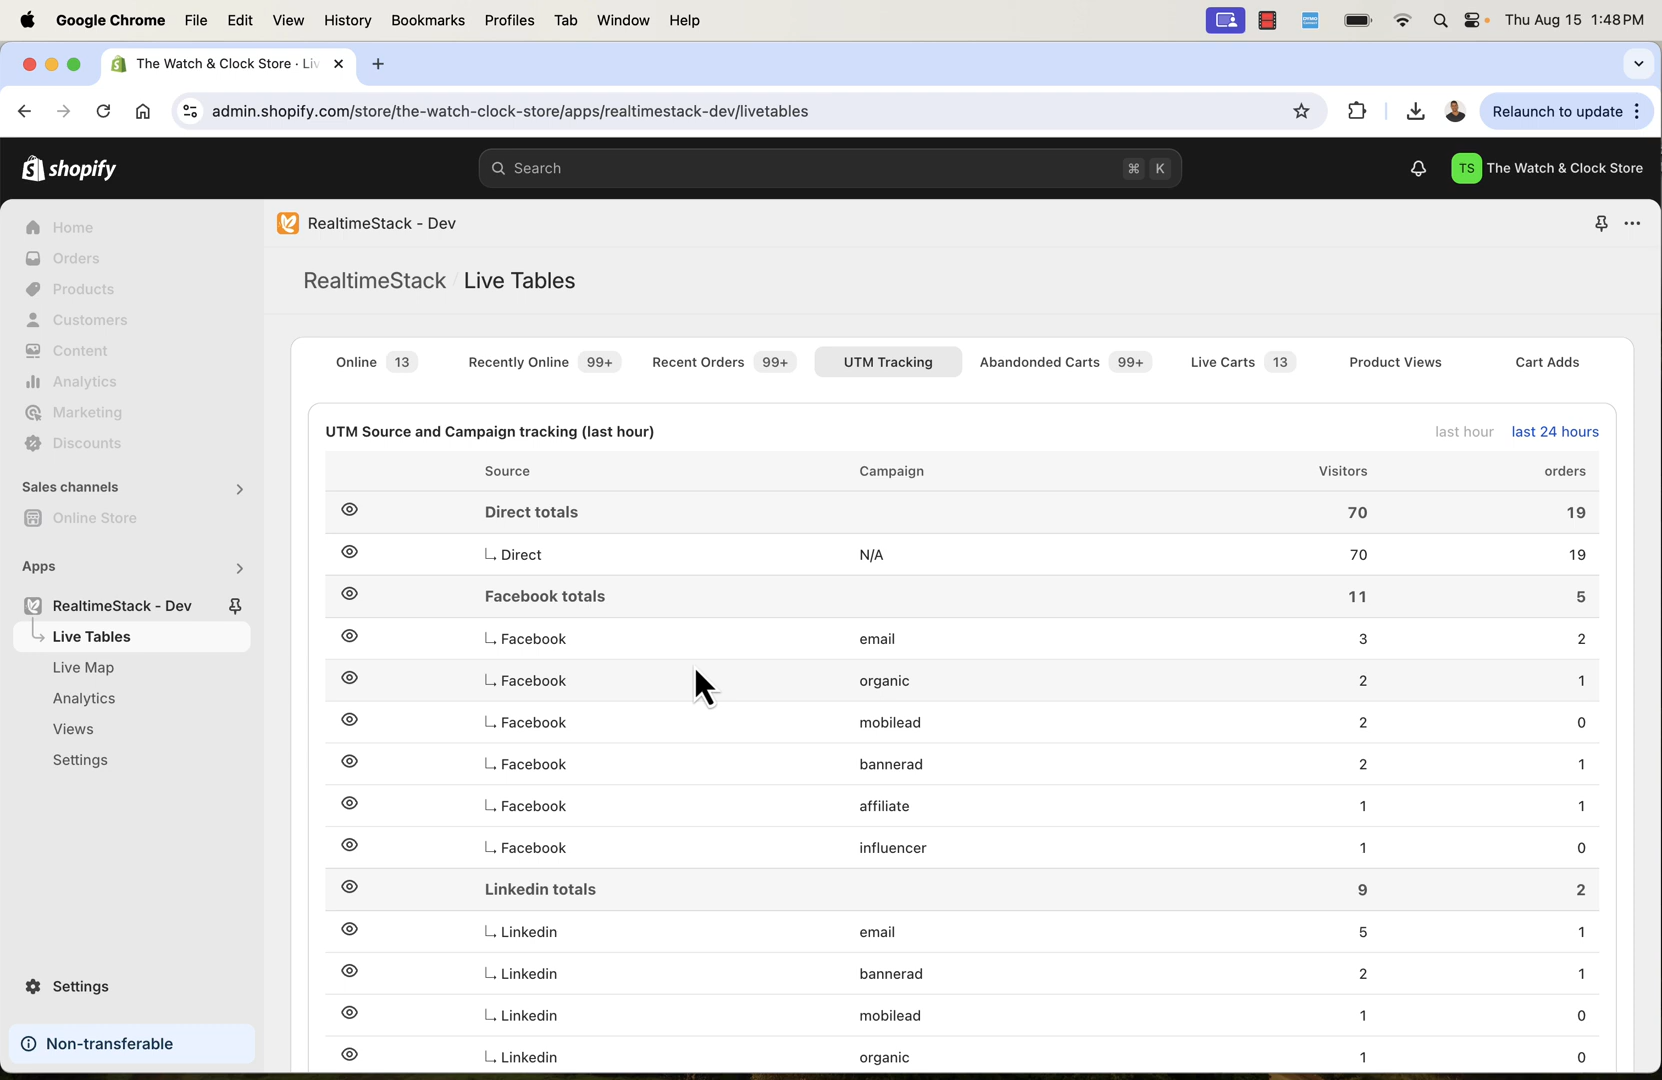 Google Chrome File Edit View History Bookmarks Profiles Tab Window Help Thu Aug 15 1:48 PM
The Watch & Clock Store · Liv
admin.shopify.com/store/the-watch-clock-store/apps/realtimestack-dev/livetables Relaunch to update
shopify Search ⌘ K TS The Watch & Clock Store
Home
Orders
Products
Customers
Content
Analytics
Marketing
Discounts
Sales channels
Online Store
Apps
RealtimeStack - Dev
Live Tables
Live Map
Analytics
Views
Settings
Settings
Non-transferable
RealtimeStack - Dev
RealtimeStack / Live Tables
Online 13 Recently Online 99+ Recent Orders 99+ UTM Tracking Abandonded Carts 99+ Live Carts 13 Product Views Cart Adds
UTM Source and Campaign tracking (last hour) last hour last 24 hours
Source Campaign Visitors orders
Direct totals 70 19
Direct N/A 70 19
Facebook totals 11 5
Facebook email 3 2
Facebook organic 2 1
Facebook mobilead 2 0
Facebook bannerad 2 1
Facebook affiliate 1 1
Facebook influencer 1 0
Linkedin totals 9 2
Linkedin email 5 1
Linkedin bannerad 2 1
Linkedin mobilead 1 0
Linkedin organic 1 0